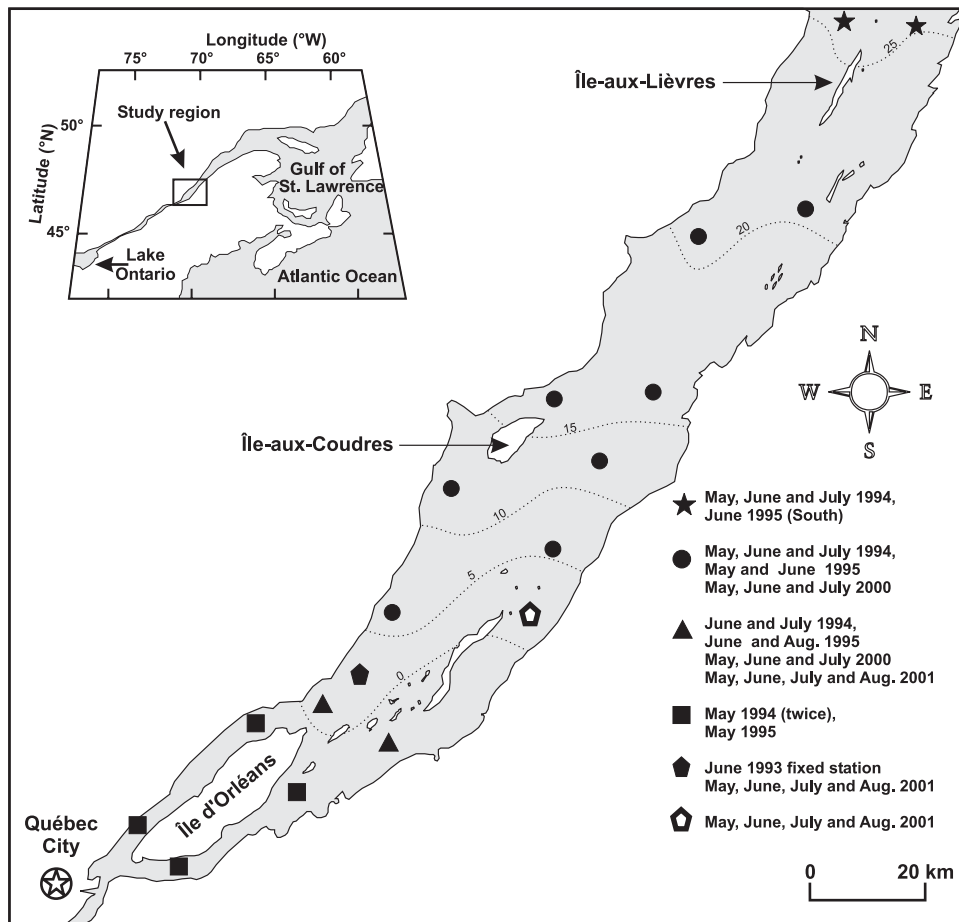 Longitude (°W)
75° 70° 65° 60°
Study region
50°
Latitude (°N)
45°
Gulf of
St. Lawrence
Lake
Ontario
Atlantic Ocean
25
Île-aux-Lièvres
20
N
W E
S
15
Île-aux-Coudres
10
5
0
Île d'Orléans
Québec
City
May, June and July 1994,
June 1995 (South)
May, June and July 1994,
May and June 1995
May, June and July 2000
June and July 1994,
June and Aug. 1995
May, June and July 2000
May, June, July and Aug. 2001
May 1994 (twice),
May 1995
June 1993 fixed station
May, June, July and Aug. 2001
May, June, July and Aug. 2001
0 20 km